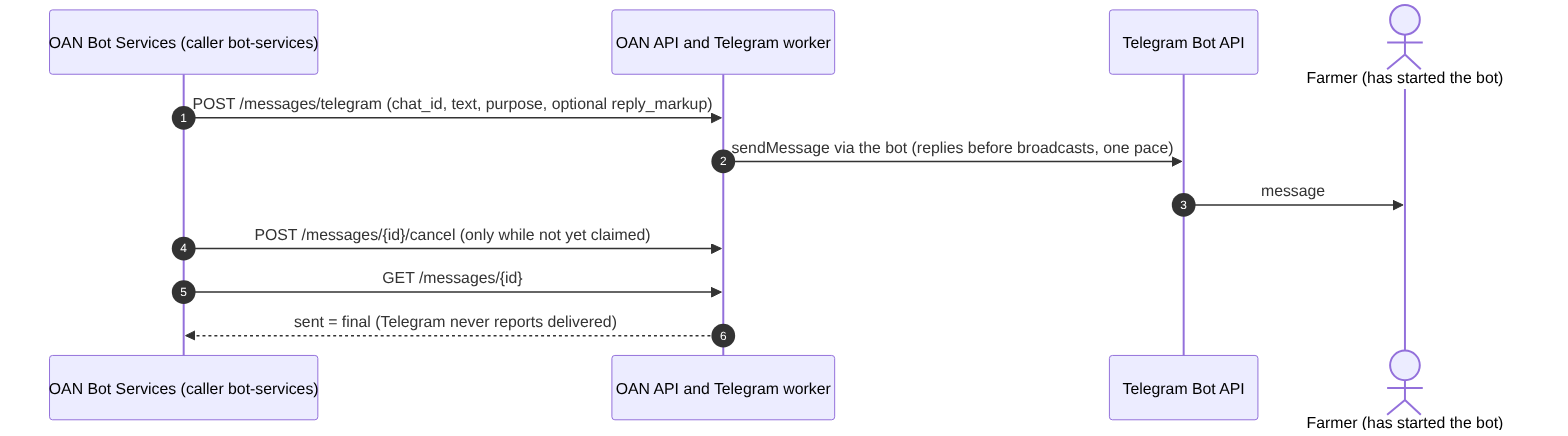 OAN Bot Services (caller bot-services)
OAN API and Telegram worker
Telegram Bot API
Farmer (has started the bot)
POST /messages/telegram (chat_id, text, purpose, optional reply_markup)
1
sendMessage via the bot (replies before broadcasts, one pace)
2
message
3
POST /messages/{id}/cancel (only while not yet claimed)
4
GET /messages/{id}
5
sent = final (Telegram never reports delivered)
6
OAN Bot Services (caller bot-services)
OAN API and Telegram worker
Telegram Bot API
Farmer (has started the bot)